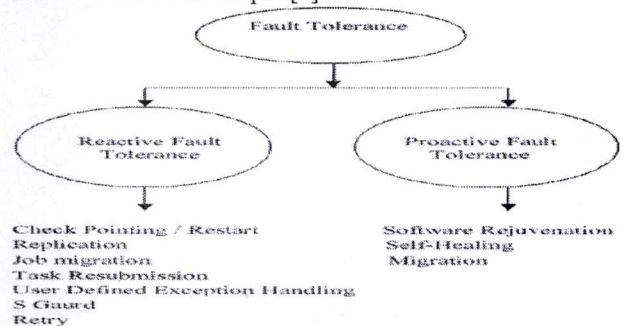 Fault Tolerance
Reactive Fault
Tolerance
Proactive Fault
Tolerance
Check Pointing / Restart
Replication
Job migration
Task Resubmission
User Defined Exception Handling
S Gaurd
Retry
Software Rejuvenation
Self-Healing
Migration